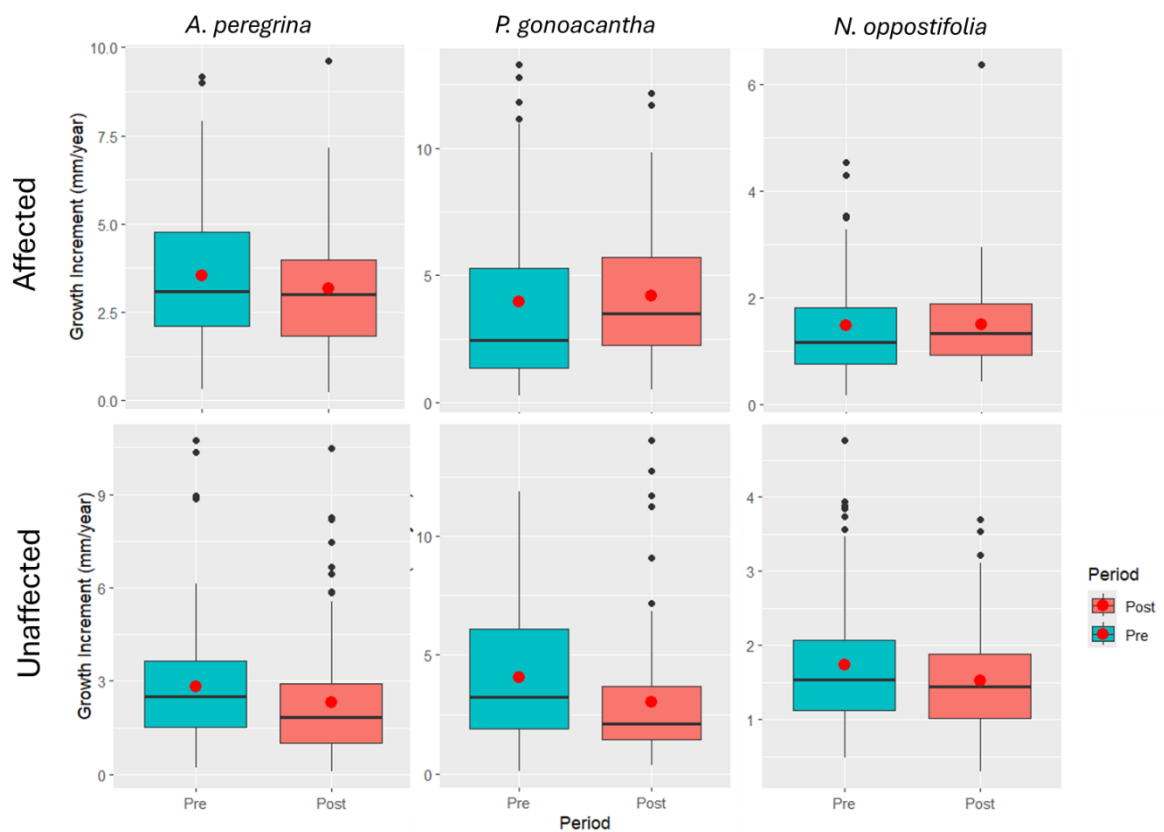 A. peregrina
P. gonoacantha
N. oppostifolia
Affected
Growth Increment (mm/year)
10.0
7.5
5.0
2.5
0.0
10
5
0
6
4
2
0
Unaffected
Growth Increment (mm/year)
9
6
3
0
10
5
0
4
3
2
1
Pre
Post
Pre
Post
Pre
Post
Period
Period
Post
Pre